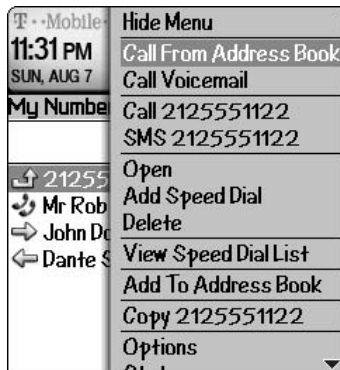 T··Mobile·
11:31 PM
SUN, AUG 7
My Numbe
21255
Mr Rob
John Do
Dante S
Hide Menu
Call From Address Book
Call Voicemail
Call 2125551122
SMS 2125551122
Open
Add Speed Dial
Delete
View Speed Dial List
Add To Address Book
Copy 2125551122
Options